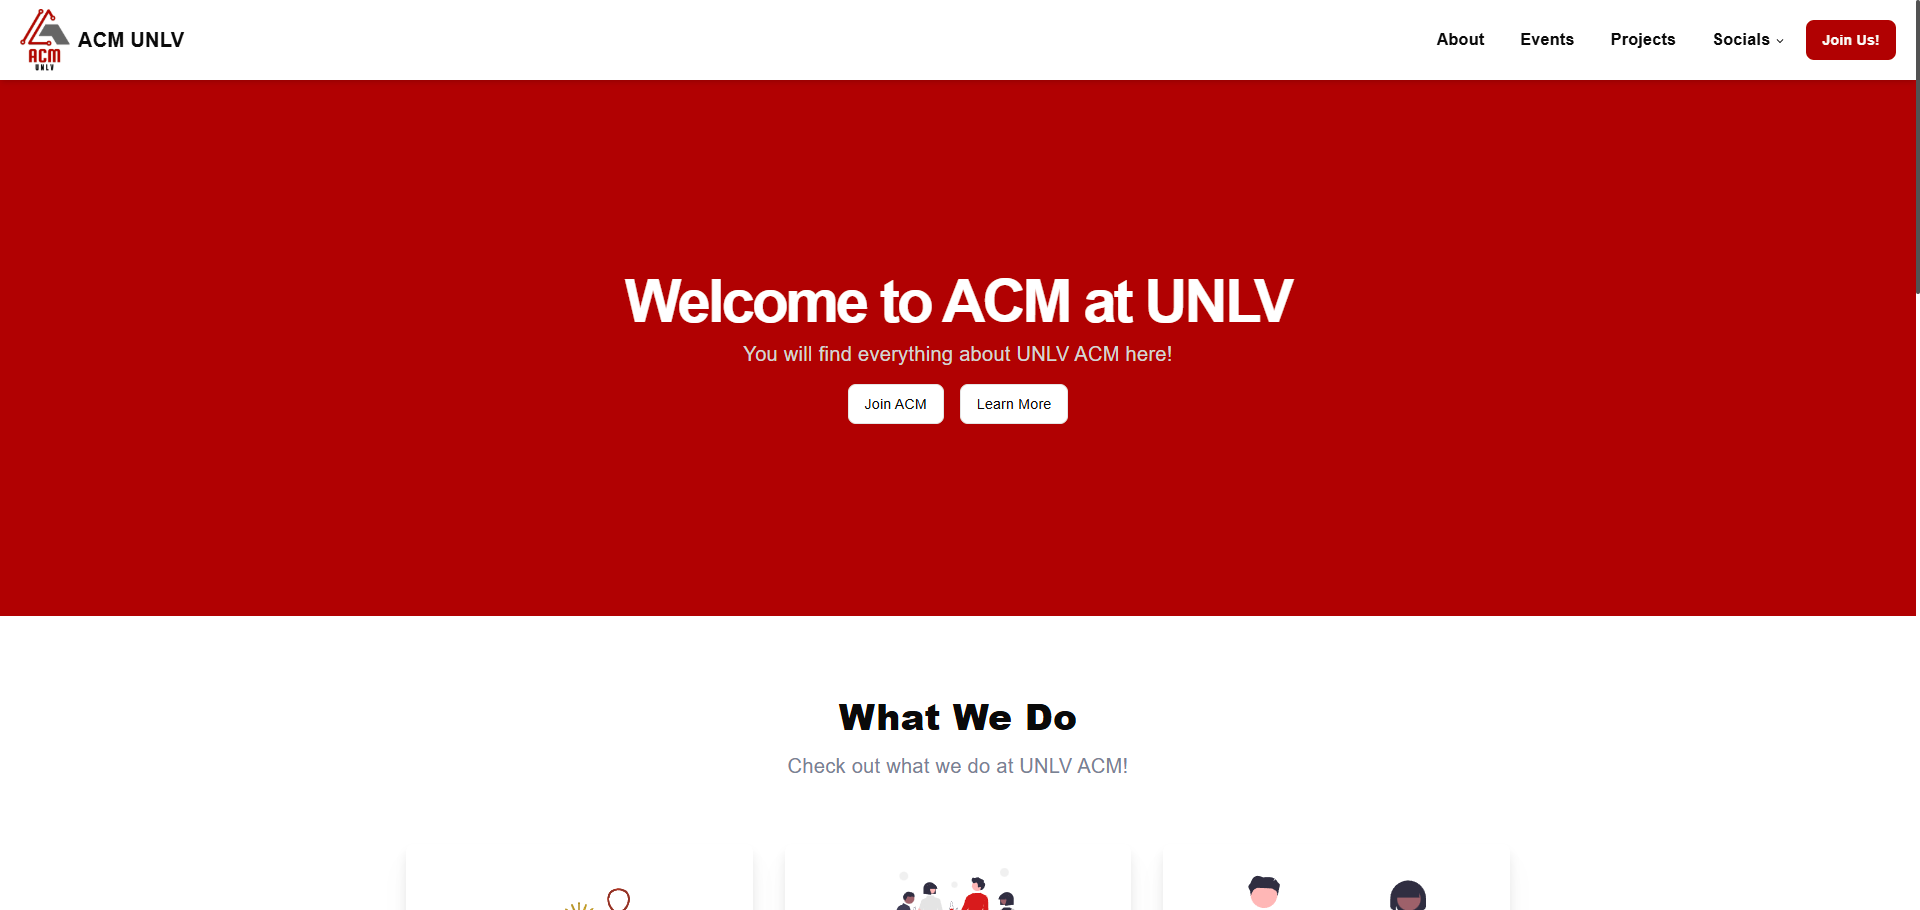 ACM
UNLV
ACM UNLV
About
Events
Projects
Socials
Join Us!
Welcome to ACM at UNLV
You will find everything about UNLV ACM here!
Join ACM
Learn More
What We Do
Check out what we do at UNLV ACM!